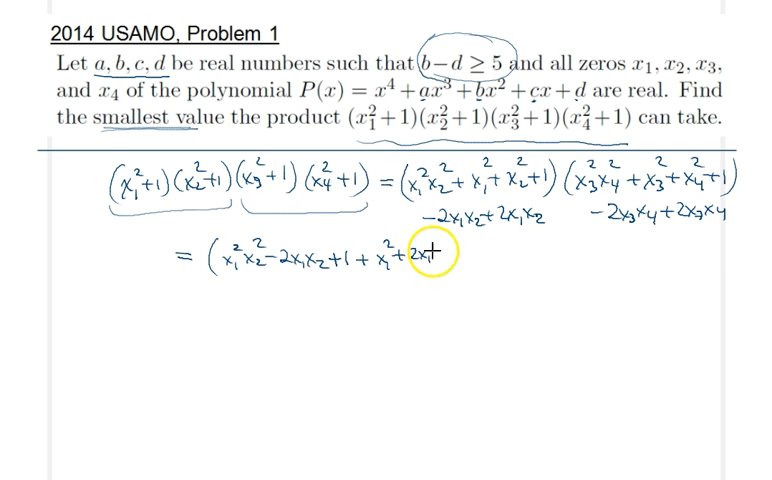 2014 USAMO, Problem 1
Let a, b, c, d be real numbers such that b−d ≥ 5 and all zeros x₁, x₂, x₃,
and x₄ of the polynomial P(x) = x⁴ + ax³ + bx² + cx + d are real. Find
the smallest value the product (x₁²+1)(x₂²+1)(x₃²+1)(x₄²+1) can take.
(x₁²+1)(x₂²+1)(x₃²+1)(x₄²+1) = (x₁²x₂² + x₁² + x₂² + 1)(x₃²x₄² + x₃² + x₄² + 1)
−2x₁x₂ + 2x₁x₂ −2x₃x₄ + 2x₃x₄
= (x₁²x₂² − 2x₁x₂ + 1 + x₁² + 2x₁